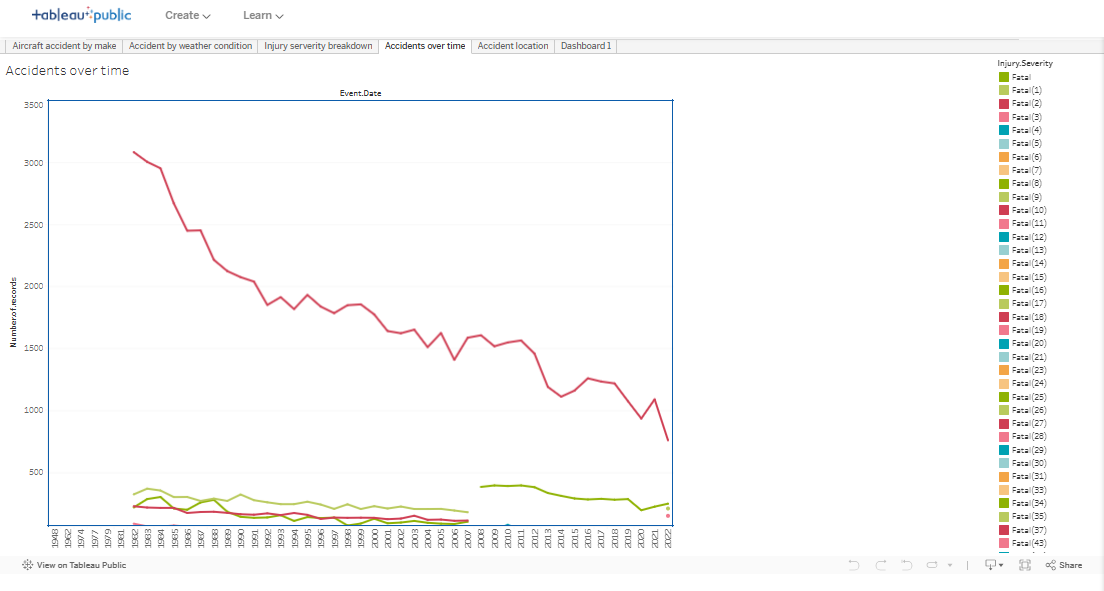 +ableau public
Create
Learn
Aircraft accident by make
Accident by weather condition
Injury serverity breakdown
Accidents over time
Accident location
Dashboard 1
Accidents over time
Event.Date
Number.of.records
3500
3000
2500
2000
1500
1000
500
1948
1962
1974
1977
1979
1981
1982
1983
1984
1985
1986
1987
1988
1989
1990
1991
1992
1993
1994
1995
1996
1997
1998
1999
2000
2001
2002
2003
2004
2005
2006
2007
2008
2009
2010
2011
2012
2013
2014
2015
2016
2017
2018
2019
2020
2021
2022
Injury.Severity
Fatal
Fatal(1)
Fatal(2)
Fatal(3)
Fatal(4)
Fatal(5)
Fatal(6)
Fatal(7)
Fatal(8)
Fatal(9)
Fatal(10)
Fatal(11)
Fatal(12)
Fatal(13)
Fatal(14)
Fatal(15)
Fatal(16)
Fatal(17)
Fatal(18)
Fatal(19)
Fatal(20)
Fatal(21)
Fatal(23)
Fatal(24)
Fatal(25)
Fatal(26)
Fatal(27)
Fatal(28)
Fatal(29)
Fatal(30)
Fatal(31)
Fatal(33)
Fatal(34)
Fatal(35)
Fatal(37)
Fatal(43)
View on Tableau Public
Share